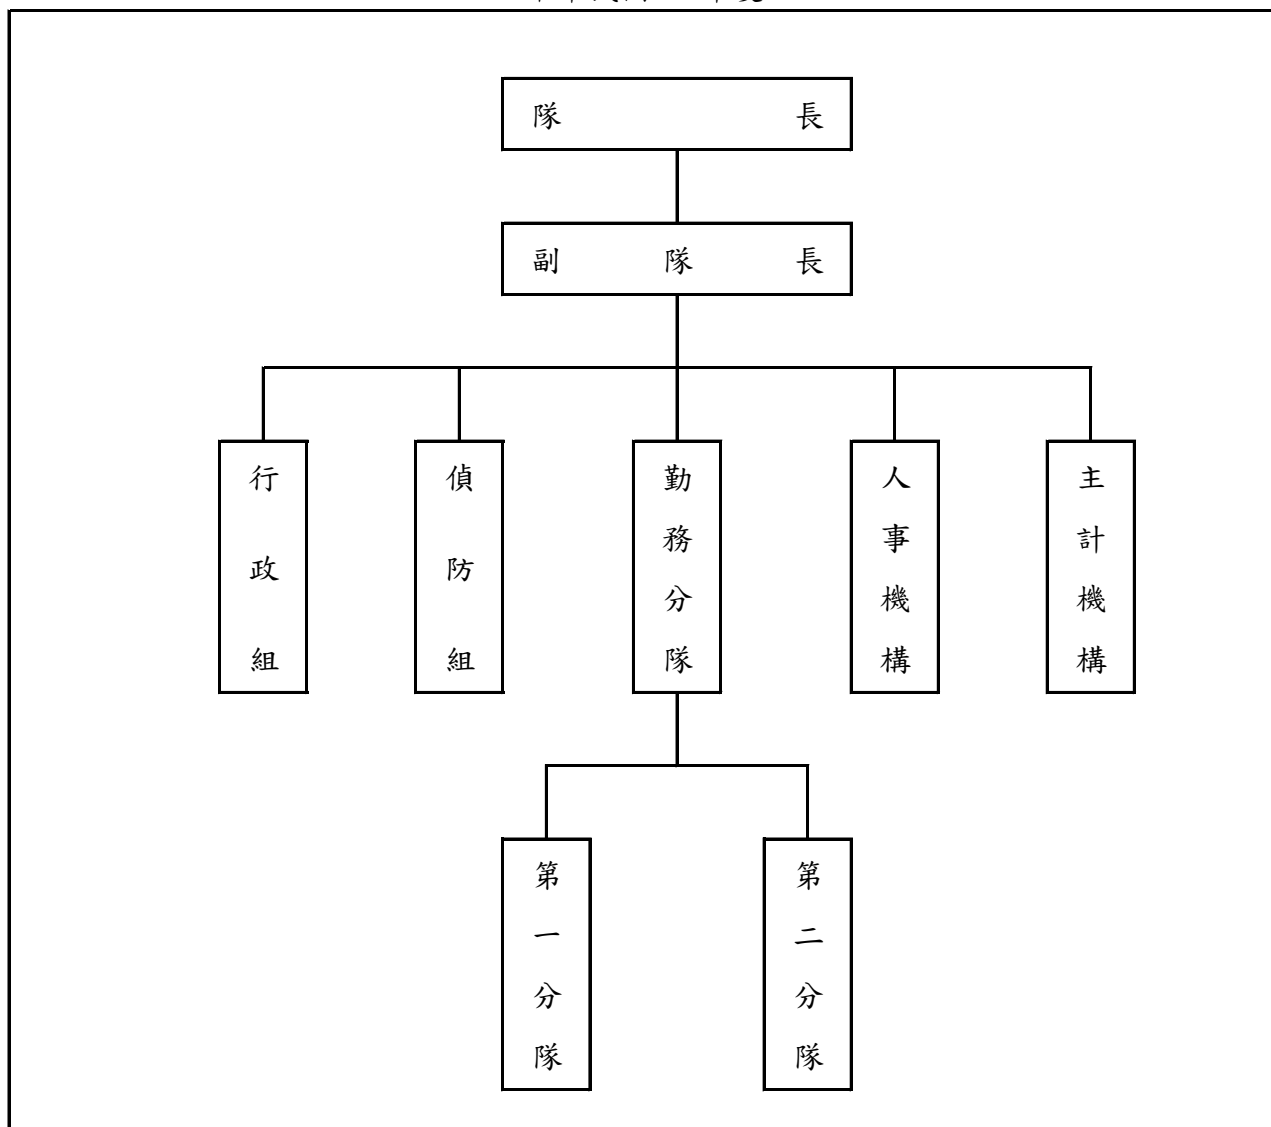 隊長
副隊長
行政組
偵防組
勤務分隊
人事機構
主計機構
第一分隊
第二分隊